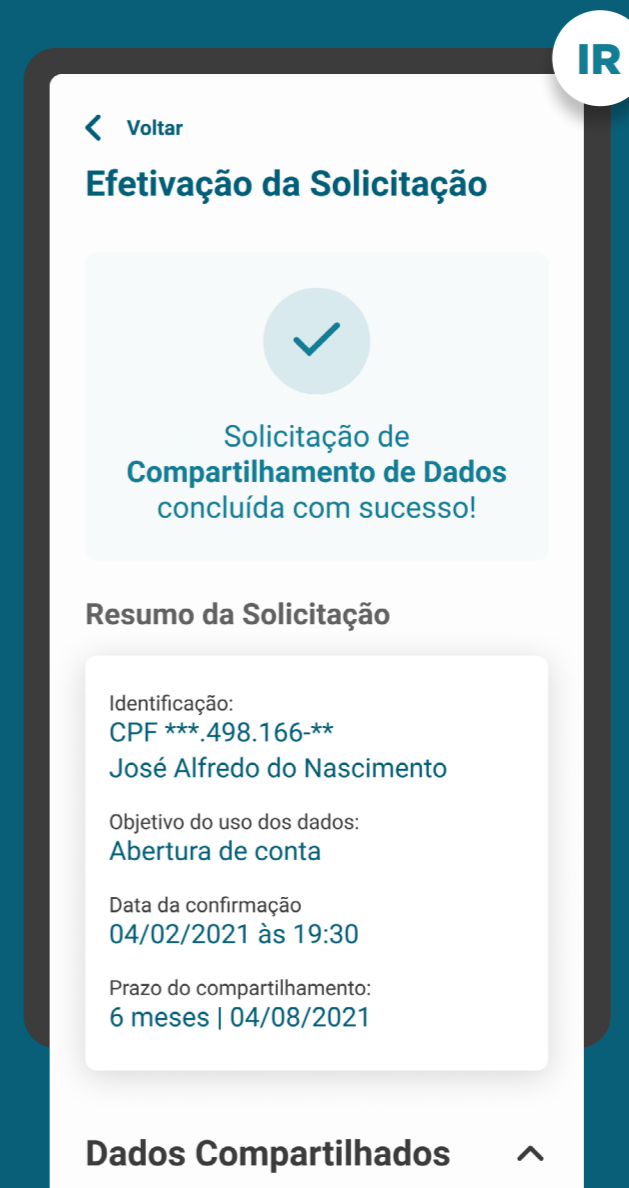 IR
Voltar
Efetivação da Solicitação
Solicitação de
Compartilhamento de Dados
concluída com sucesso!
Resumo da Solicitação
Identificação:
CPF ***.498.166-**
José Alfredo do Nascimento
Objetivo do uso dos dados:
Abertura de conta
Data da confirmação
04/02/2021 às 19:30
Prazo do compartilhamento:
6 meses | 04/08/2021
Dados Compartilhados